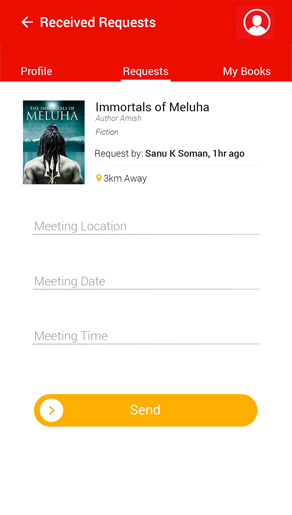 Received Requests
Profile
Requests
My Books
THE IMMORTALS OF
MELUHA
Immortals of Meluha
Author Amish
Fiction
Request by: Sanu K Soman, 1hr ago
3km Away
Meeting Location
Meeting Date
Meeting Time
Send